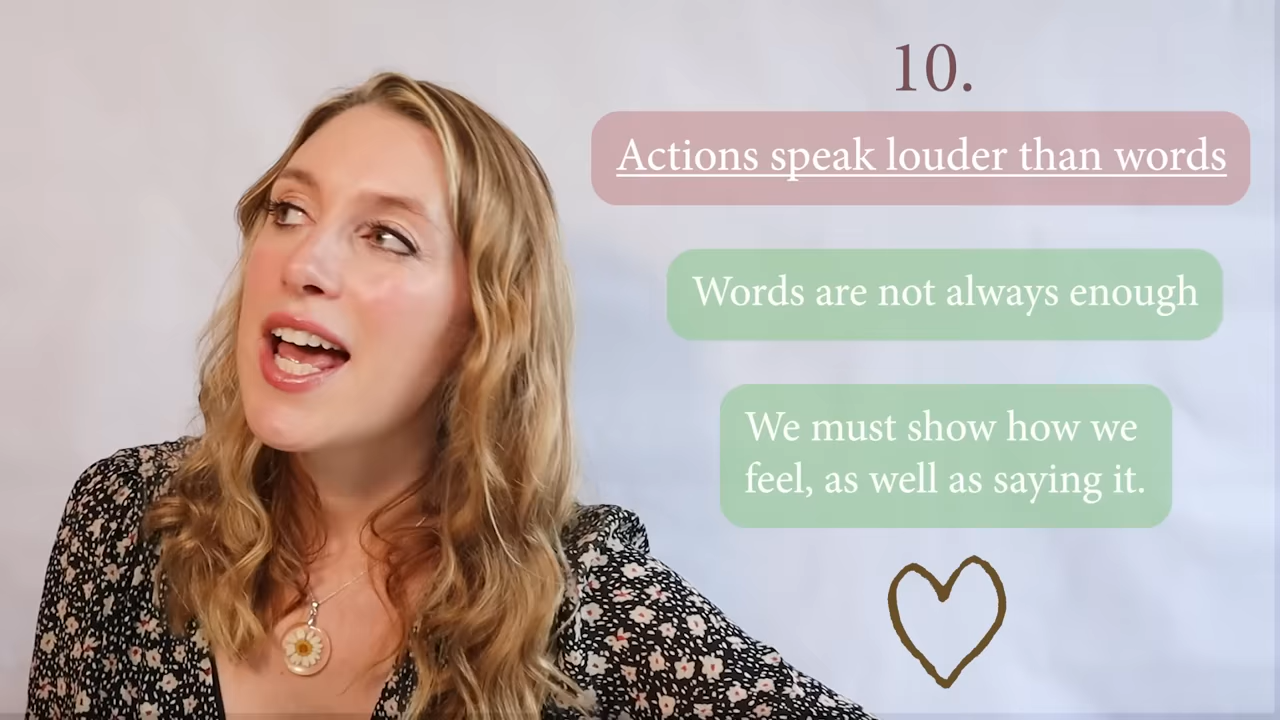 10.
Actions speak louder than words
Words are not always enough
We must show how we
feel, as well as saying it.